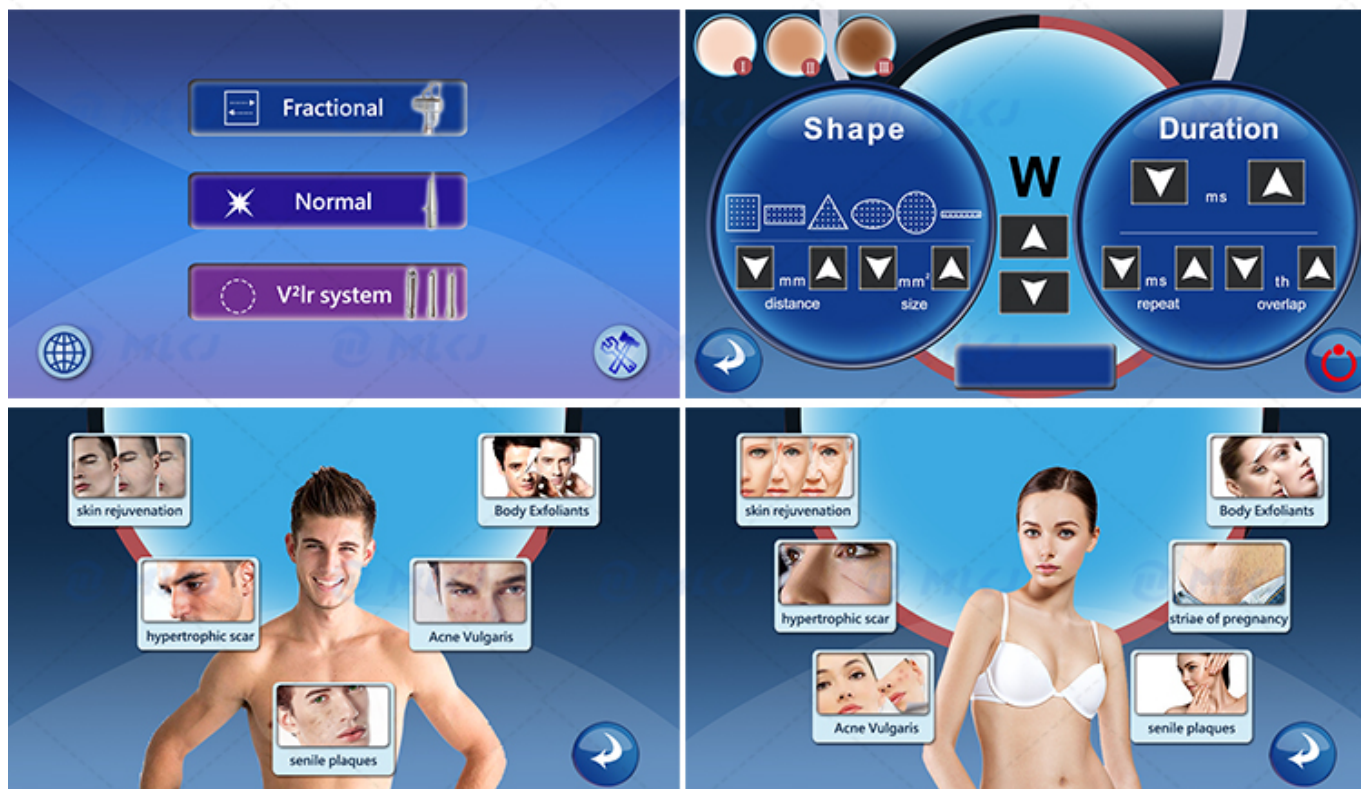 Fractional
Normal
V²Ir system
I
II
III
Shape
mm
distance
mm²
size
W
Duration
ms
ms
repeat
th
overlap
skin rejuvenation
Body Exfoliants
hypertrophic scar
Acne Vulgaris
senile plaques
skin rejuvenation
Body Exfoliants
hypertrophic scar
striae of pregnancy
Acne Vulgaris
senile plaques
@ MLCJ